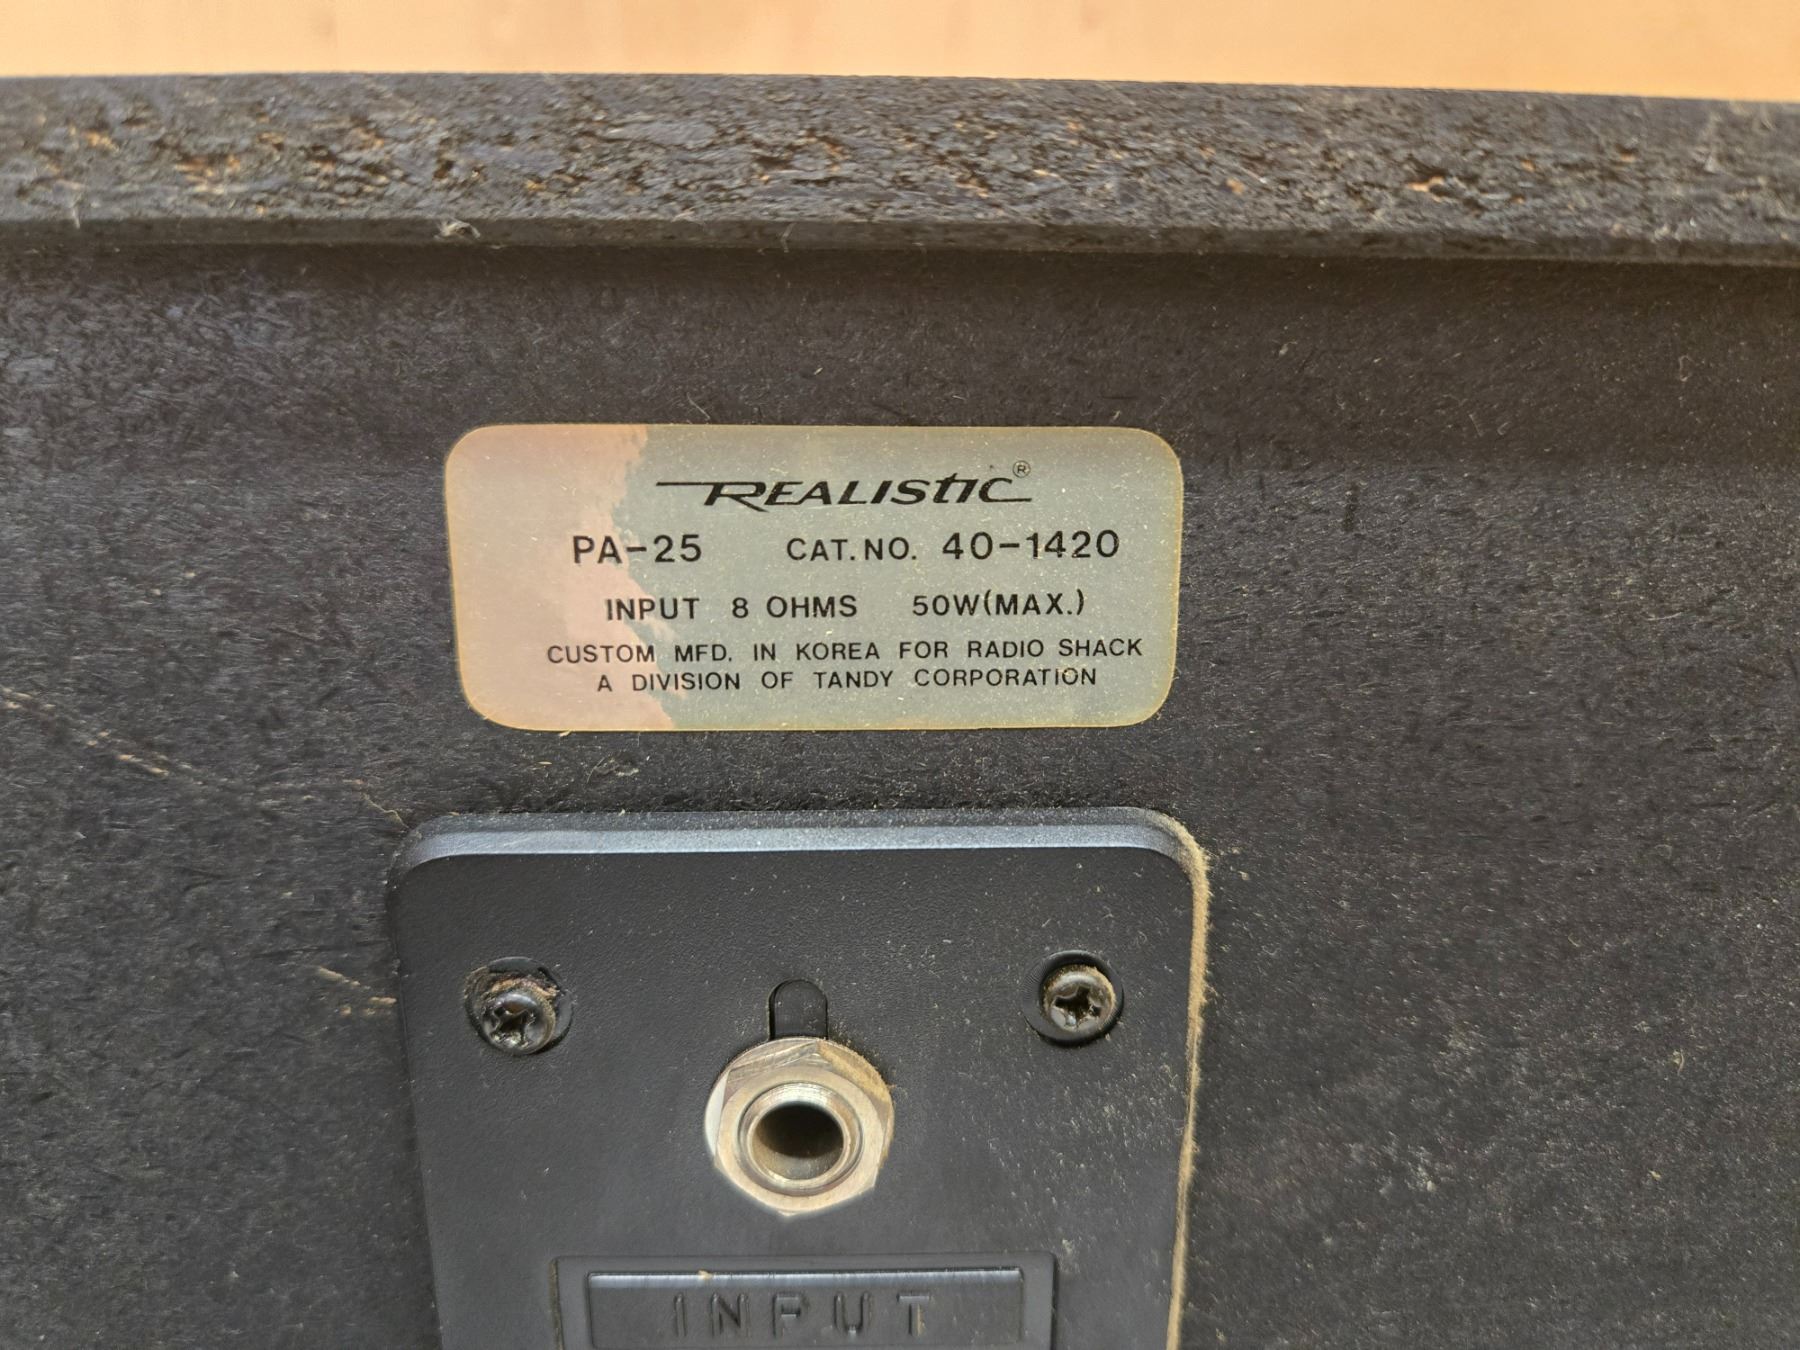 REALISTIC®
PA-25 CAT. NO. 40-1420
INPUT 8 OHMS 50W(MAX.)
CUSTOM MFD. IN KOREA FOR RADIO SHACK
A DIVISION OF TANDY CORPORATION
INPUT